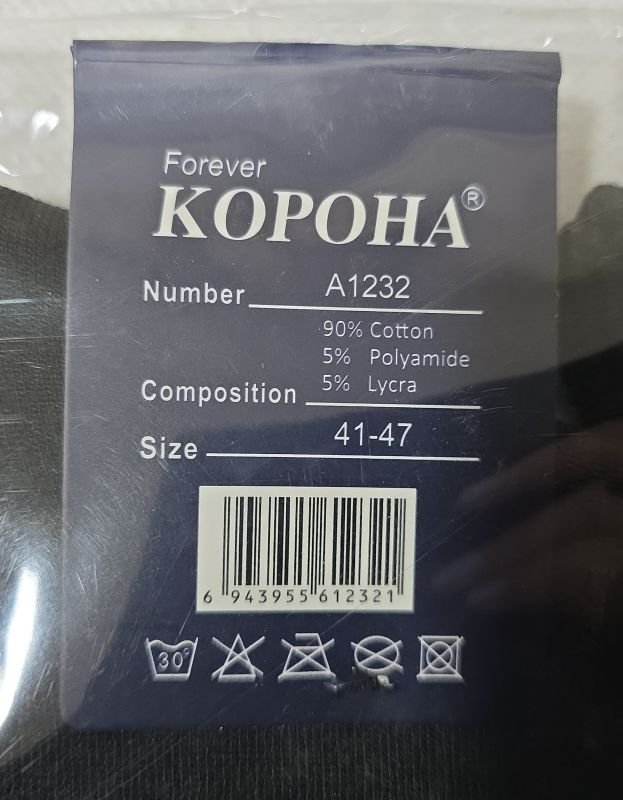 Forever
КОРОНА®
Number A1232
90% Cotton
5% Polyamide
5% Lycra
Composition
Size 41-47
6 943955 612321
30°